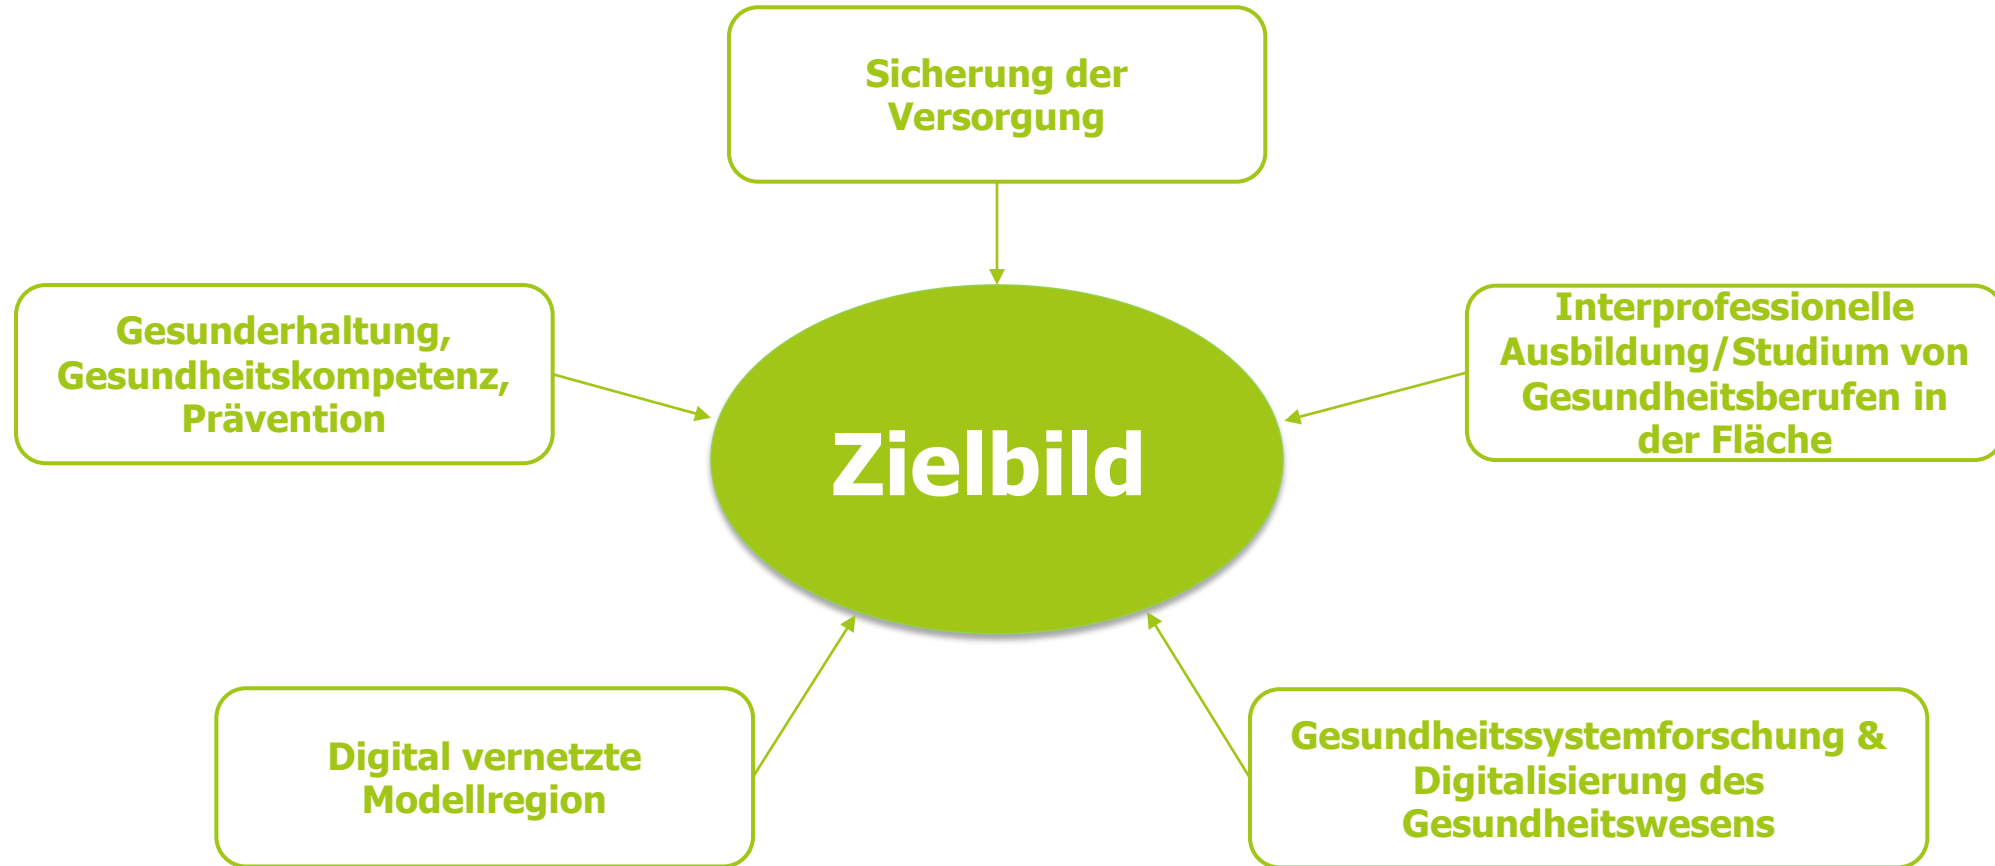 Sicherung der
Versorgung
Gesunderhaltung,
Gesundheitskompetenz,
Prävention
Interprofessionelle
Ausbildung/Studium von
Gesundheitsberufen in
der Fläche
Zielbild
Digital vernetzte
Modellregion
Gesundheitssystemforschung &
Digitalisierung des
Gesundheitswesens